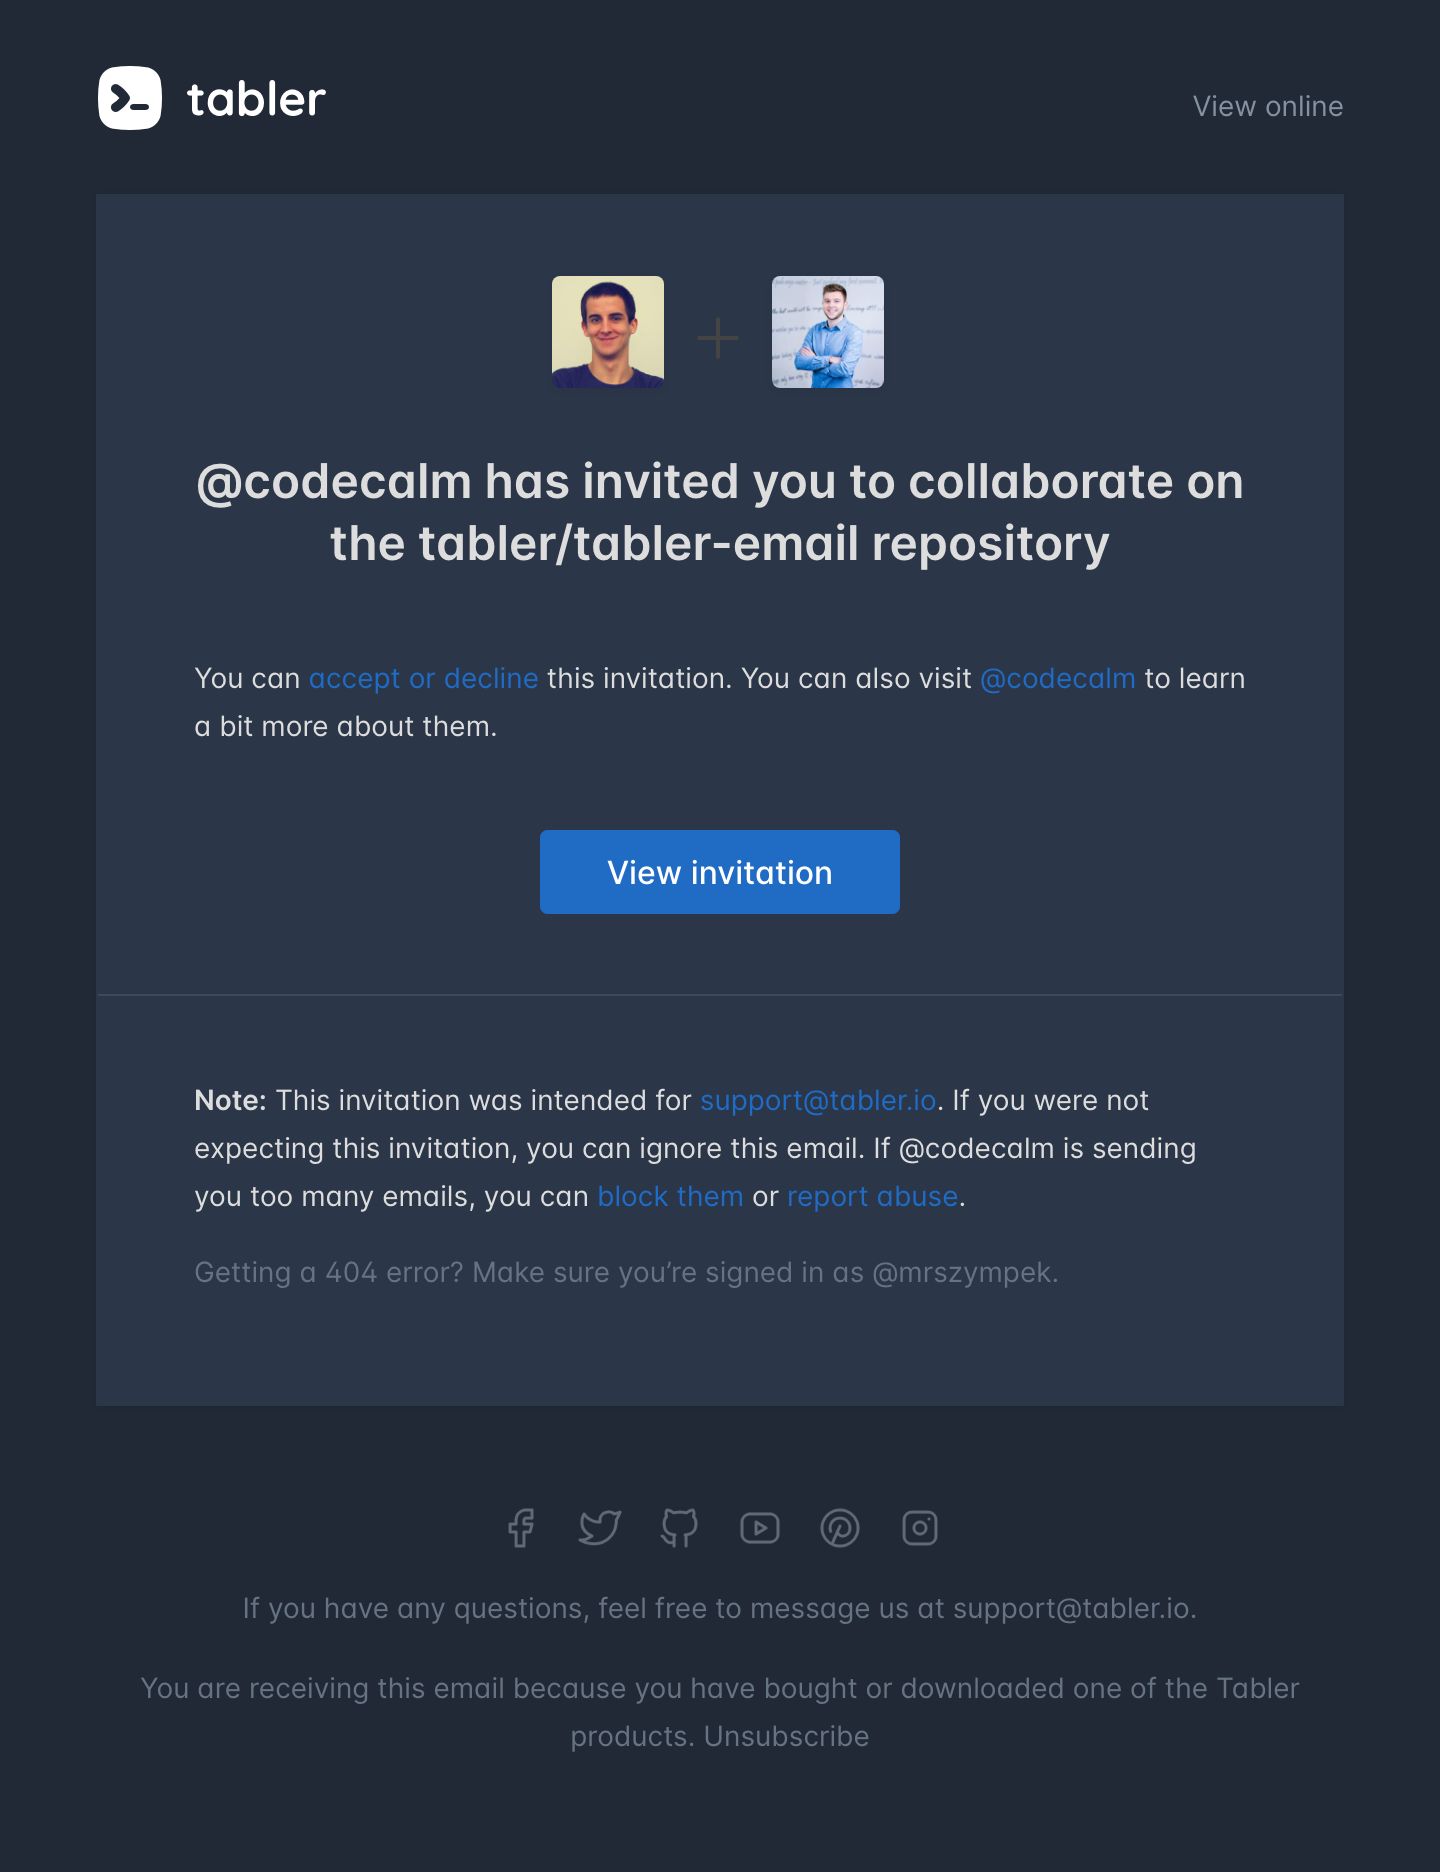 tabler
View online
@codecalm has invited you to collaborate on
the tabler/tabler-email repository
You can accept or decline this invitation. You can also visit @codecalm to learn
a bit more about them.
View invitation
Note: This invitation was intended for support@tabler.io. If you were not
expecting this invitation, you can ignore this email. If @codecalm is sending
you too many emails, you can block them or report abuse.
Getting a 404 error? Make sure you’re signed in as @mrszympek.
If you have any questions, feel free to message us at support@tabler.io.
You are receiving this email because you have bought or downloaded one of the Tabler
products. Unsubscribe